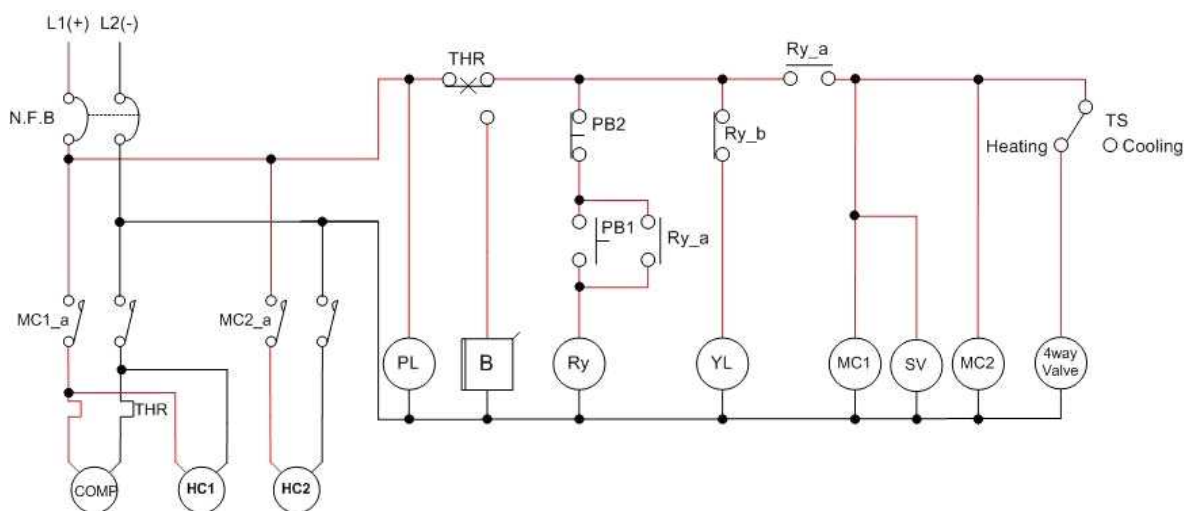 L1(+) L2(-)
N.F.B
THR
Ry_a
PB2
Ry_b
TS
Heating
Cooling
PB1
Ry_a
MC1_a
MC2_a
PL
B
Ry
YL
MC1
SV
MC2
4way
Valve
THR
COMP
HC1
HC2